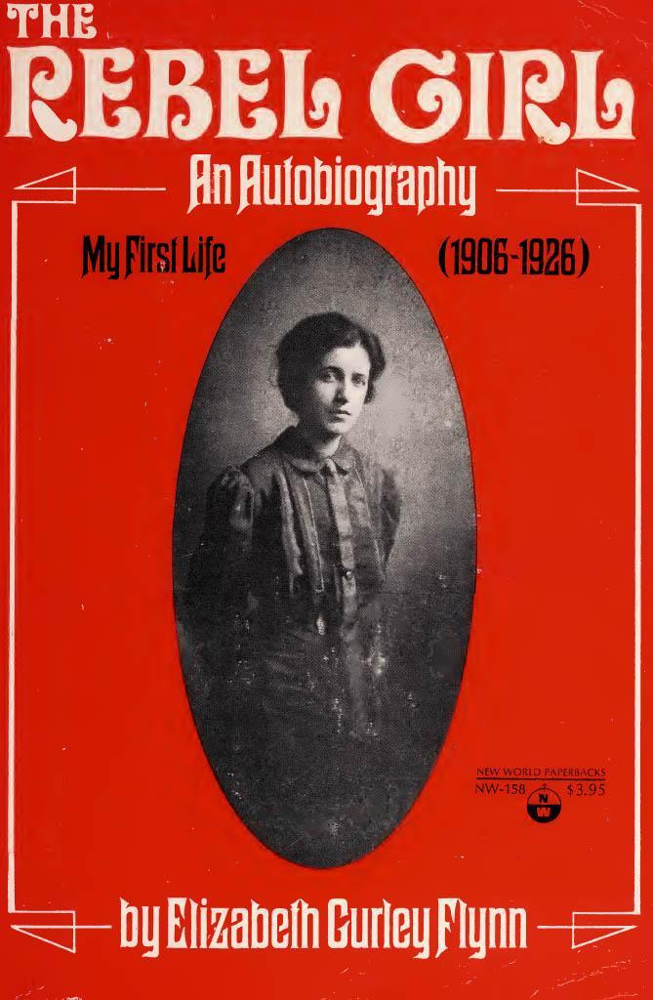 THE
REBEL GIRL
An Autobiography
My First Life (1906-1926)
NEW WORLD PAPERBACKS
NW-158 $3.95
N
W
by Elizabeth Gurley Flynn